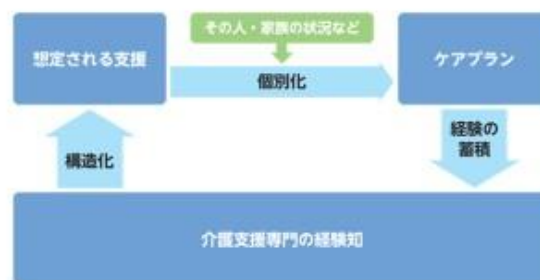 その人・家族の状況など
想定される支援
個別化
ケアプラン
構造化
経験の
蓄積
介護支援専門の経験知